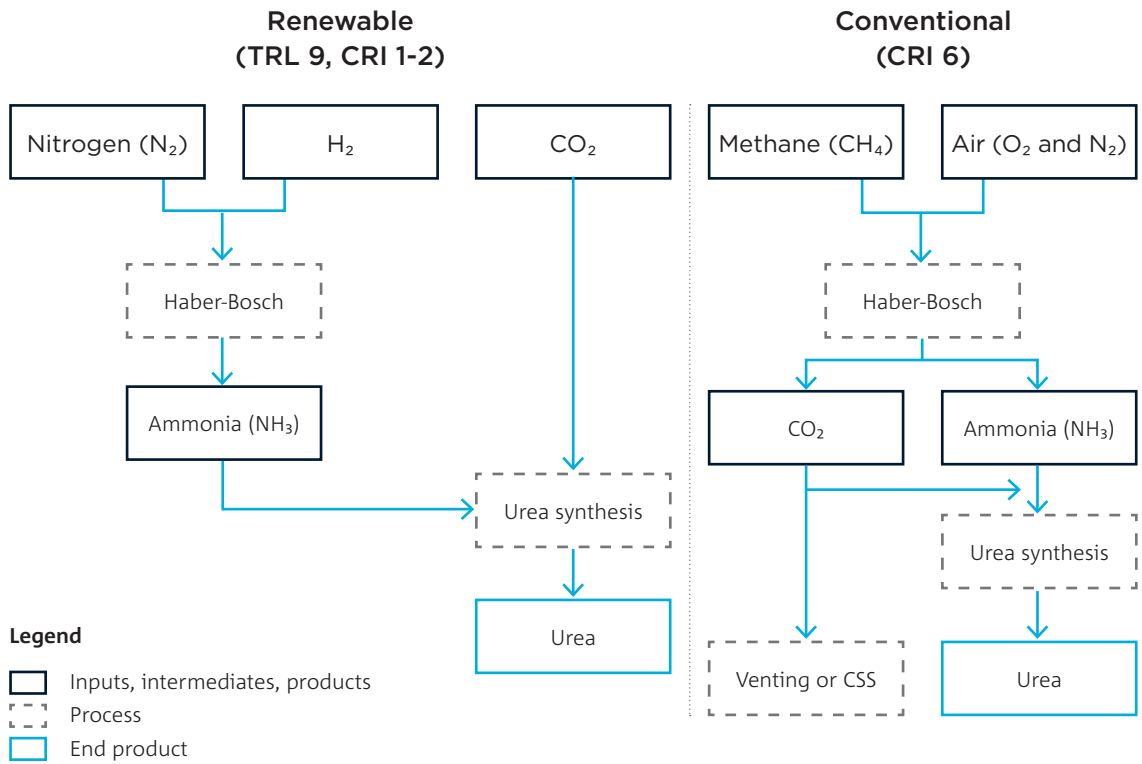 Renewable
(TRL 9, CRI 1-2)
Conventional
(CRI 6)
Nitrogen (N₂)
H₂
CO₂
Methane (CH₄)
Air (O₂ and N₂)
Haber-Bosch
Haber-Bosch
Ammonia (NH₃)
CO₂
Ammonia (NH₃)
Urea synthesis
Urea synthesis
Urea
Venting or CSS
Urea
Legend
Inputs, intermediates, products
Process
End product